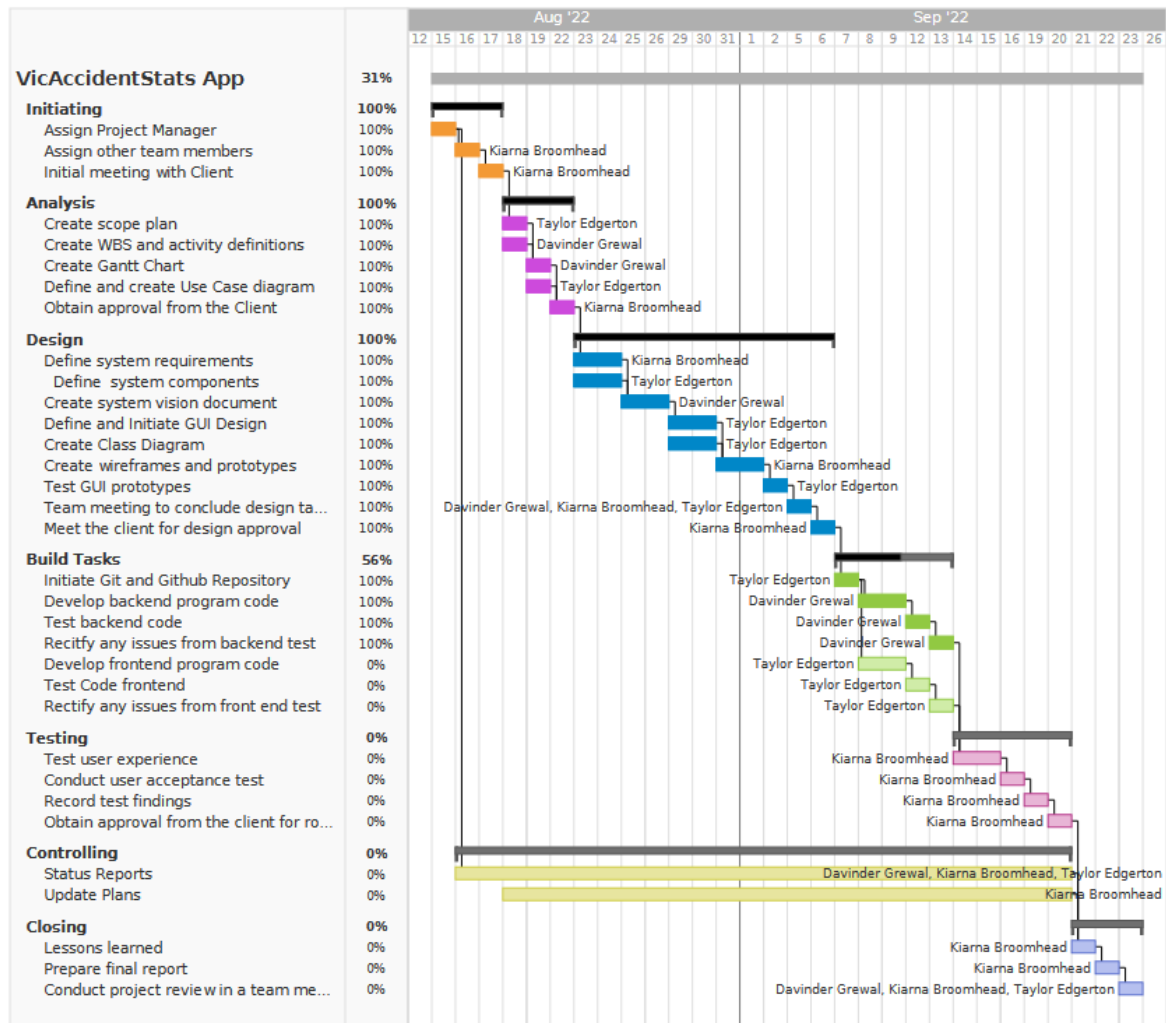 Aug '22 Sep '22
12 15 16 17 18 19 22 23 24 25 26 29 30 31 1 2 5 6 7 8 9 12 13 14 15 16 19 20 21 22 23 26
VicAccidentStats App 31%
Initiating 100%
Assign Project Manager 100%
Assign other team members 100% Kiarna Broomhead
Initial meeting with Client 100% Kiarna Broomhead
Analysis 100%
Create scope plan 100% Taylor Edgerton
Create WBS and activity definitions 100% Davinder Grewal
Create Gantt Chart 100% Davinder Grewal
Define and create Use Case diagram 100% Taylor Edgerton
Obtain approval from the Client 100% Kiarna Broomhead
Design 100%
Define system requirements 100% Kiarna Broomhead
Define system components 100% Taylor Edgerton
Create system vision document 100% Davinder Grewal
Define and Initiate GUI Design 100% Taylor Edgerton
Create Class Diagram 100% Taylor Edgerton
Create wireframes and prototypes 100% Kiarna Broomhead
Test GUI prototypes 100% Taylor Edgerton
Team meeting to conclude design ta... 100% Davinder Grewal, Kiarna Broomhead, Taylor Edgerton
Meet the client for design approval 100% Kiarna Broomhead
Build Tasks 56%
Initiate Git and Github Repository 100% Taylor Edgerton
Develop backend program code 100% Davinder Grewal
Test backend code 100% Davinder Grewal
Recitfy any issues from backend test 100% Davinder Grewal
Develop frontend program code 0% Taylor Edgerton
Test Code frontend 0% Taylor Edgerton
Rectify any issues from front end test 0% Taylor Edgerton
Testing 0%
Test user experience 0% Kiarna Broomhead
Conduct user acceptance test 0% Kiarna Broomhead
Record test findings 0% Kiarna Broomhead
Obtain approval from the client for ro... 0% Kiarna Broomhead
Controlling 0%
Status Reports 0% Davinder Grewal, Kiarna Broomhead, Taylor Edgerton
Update Plans 0% Kiarna Broomhead
Closing 0%
Lessons learned 0% Kiarna Broomhead
Prepare final report 0% Kiarna Broomhead
Conduct project review in a team me... 0% Davinder Grewal, Kiarna Broomhead, Taylor Edgerton